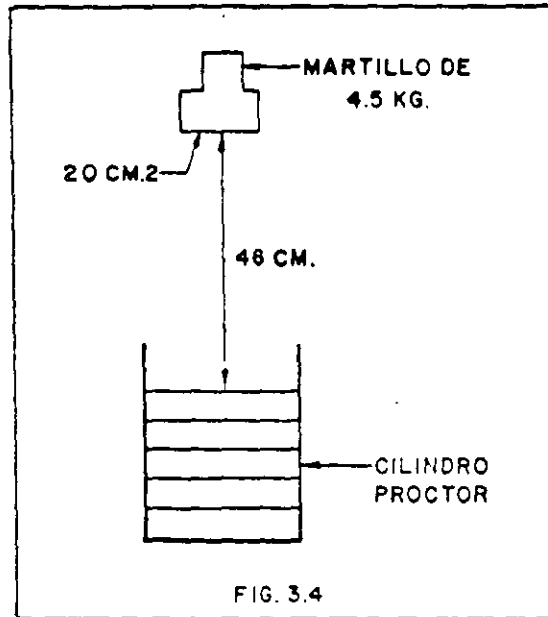 MARTILLO DE
4.5 KG.
20 CM.2
46 CM.
CILINDRO
PROCTOR
FIG. 3.4